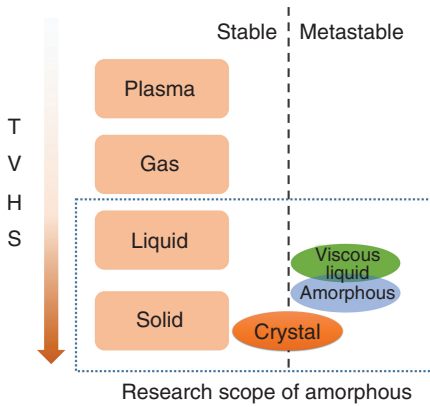 Stable Metastable
Plasma
T
V
H
S
Gas
Liquid
Viscous
liquid
Amorphous
Solid
Crystal
Research scope of amorphous